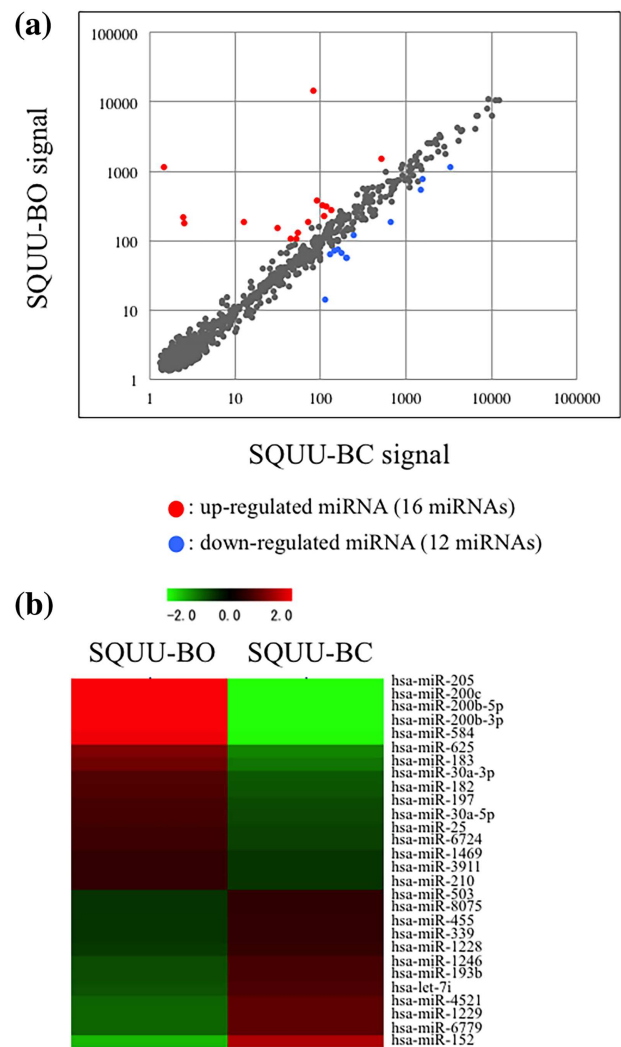 (a)
100000
10000
1000
100
10
1
SQUU-BO signal
1 10 100 1000 10000 100000
SQUU-BC signal
: up-regulated miRNA (16 miRNAs)
: down-regulated miRNA (12 miRNAs)
(b)
-2.0 0.0 2.0
SQUU-BO SQUU-BC
hsa-miR-205
hsa-miR-200c
hsa-miR-200b-5p
hsa-miR-200b-3p
hsa-miR-584
hsa-miR-625
hsa-miR-183
hsa-miR-30a-3p
hsa-miR-182
hsa-miR-197
hsa-miR-30a-5p
hsa-miR-25
hsa-miR-6724
hsa-miR-1469
hsa-miR-3911
hsa-miR-210
hsa-miR-503
hsa-miR-8075
hsa-miR-455
hsa-miR-339
hsa-miR-1228
hsa-miR-1246
hsa-miR-193b
hsa-let-7i
hsa-miR-4521
hsa-miR-1229
hsa-miR-6779
hsa-miR-152